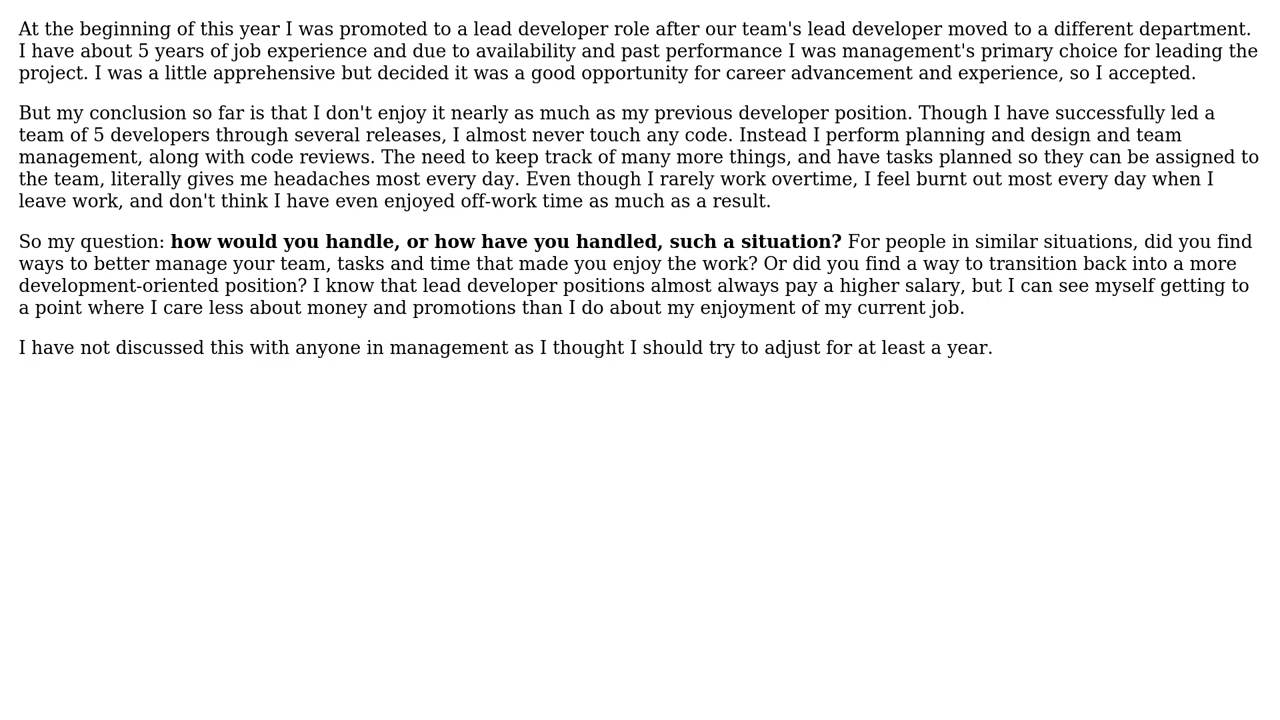 At the beginning of this year I was promoted to a lead developer role after our team's lead developer moved to a different department.
I have about 5 years of job experience and due to availability and past performance I was management's primary choice for leading the
project. I was a little apprehensive but decided it was a good opportunity for career advancement and experience, so I accepted.
But my conclusion so far is that I don't enjoy it nearly as much as my previous developer position. Though I have successfully led a
team of 5 developers through several releases, I almost never touch any code. Instead I perform planning and design and team
management, along with code reviews. The need to keep track of many more things, and have tasks planned so they can be assigned to
the team, literally gives me headaches most every day. Even though I rarely work overtime, I feel burnt out most every day when I
leave work, and don't think I have even enjoyed off-work time as much as a result.
So my question: how would you handle, or how have you handled, such a situation? For people in similar situations, did you find
ways to better manage your team, tasks and time that made you enjoy the work? Or did you find a way to transition back into a more
development-oriented position? I know that lead developer positions almost always pay a higher salary, but I can see myself getting to
a point where I care less about money and promotions than I do about my enjoyment of my current job.
I have not discussed this with anyone in management as I thought I should try to adjust for at least a year.